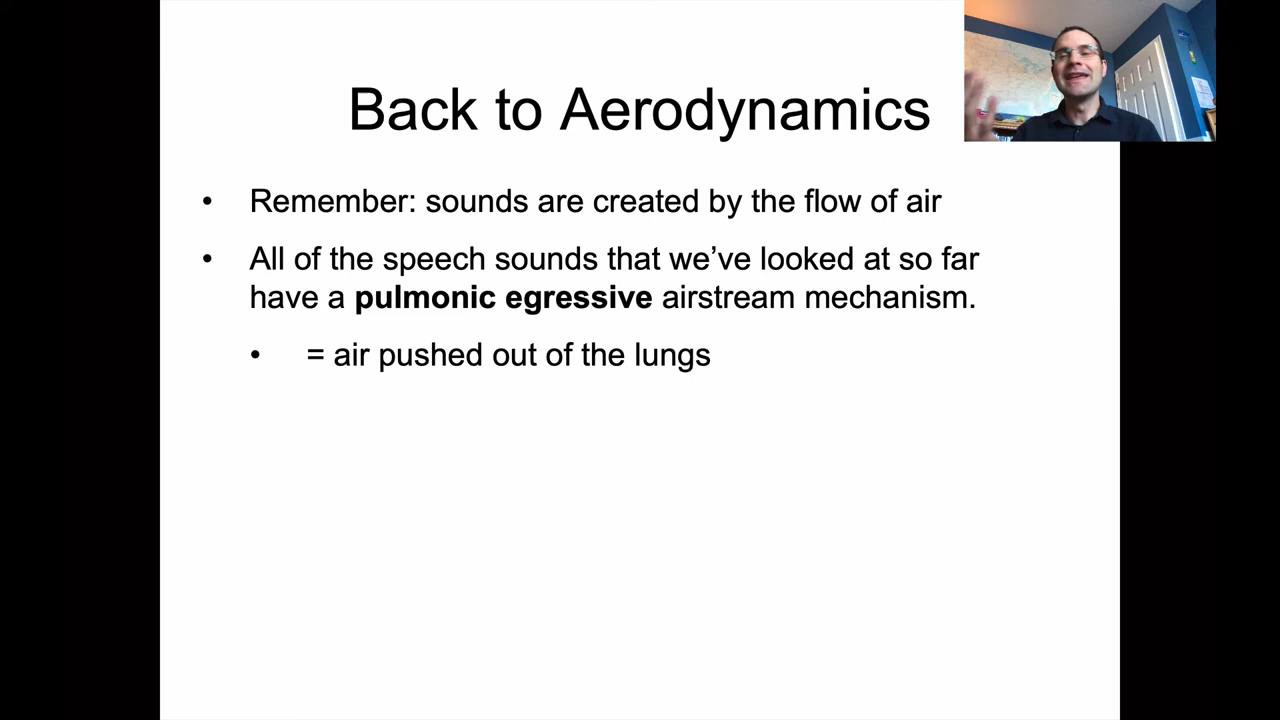 Back to Aerodynamics
• Remember: sounds are created by the flow of air
• All of the speech sounds that we’ve looked at so far
have a pulmonic egressive airstream mechanism.
• = air pushed out of the lungs